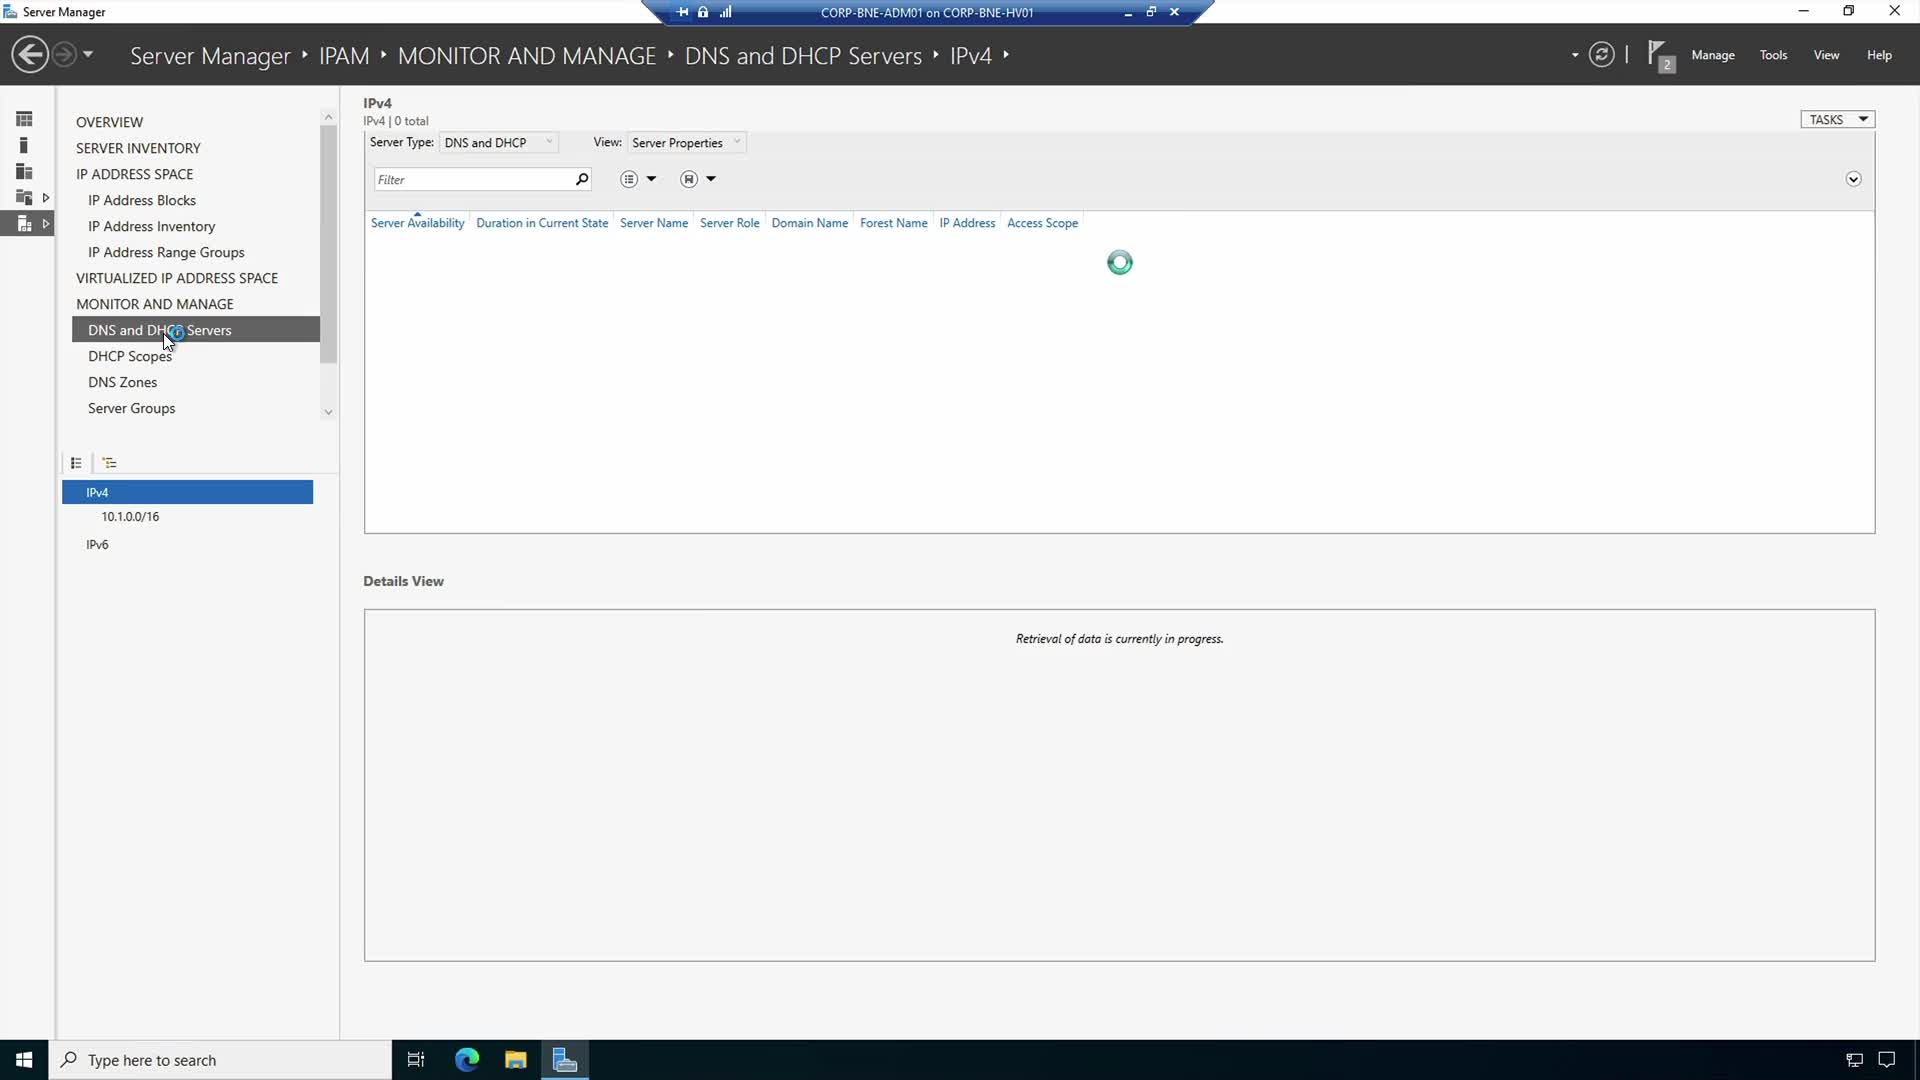 Server Manager
CORP-BNE-ADM01 on CORP-BNE-HV01
Server Manager IPAM MONITOR AND MANAGE DNS and DHCP Servers IPv4
2 Manage Tools View Help
OVERVIEW
SERVER INVENTORY
IP ADDRESS SPACE
IP Address Blocks
IP Address Inventory
IP Address Range Groups
VIRTUALIZED IP ADDRESS SPACE
MONITOR AND MANAGE
DNS and DHCP Servers
DHCP Scopes
DNS Zones
Server Groups
IPv4
10.1.0.0/16
IPv6
IPv4
IPv4 | 0 total
TASKS
Server Type: DNS and DHCP View: Server Properties
Filter
Server Availability Duration in Current State Server Name Server Role Domain Name Forest Name IP Address Access Scope
Details View
Retrieval of data is currently in progress.
Type here to search